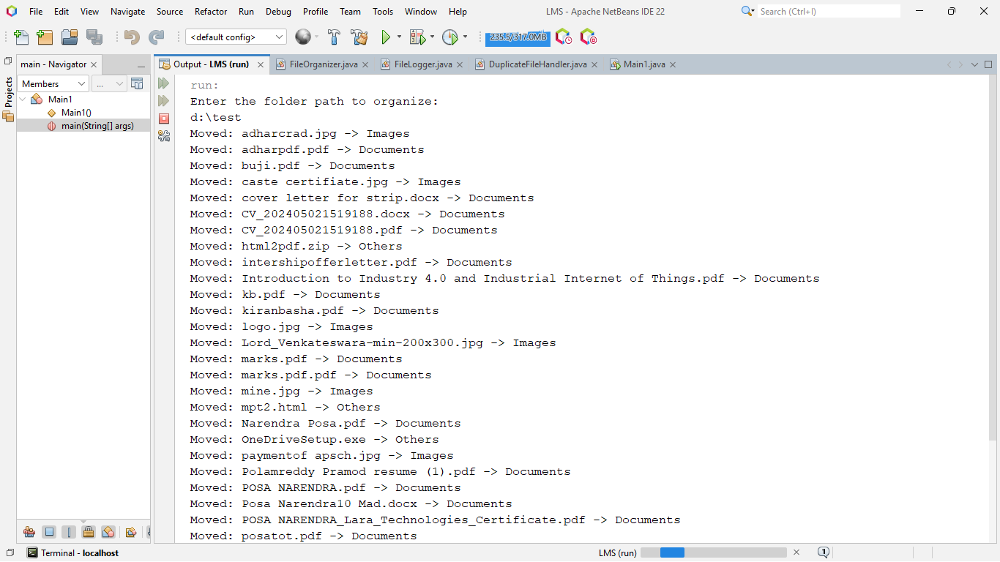 File Edit View Navigate Source Refactor Run Debug Profile Team Tools Window Help
LMS - Apache NetBeans IDE 22
Search (Ctrl+I)
<default config>
235.5/317.0MB
main - Navigator
Output - LMS (run)
FileOrganizer.java
FileLogger.java
DuplicateFileHandler.java
Main1.java
Projects
Members
...
Main1
Main1()
main(String[] args)
run:
Enter the folder path to organize:
d:\test
Moved: adharcrad.jpg -> Images
Moved: adharpdf.pdf -> Documents
Moved: buji.pdf -> Documents
Moved: caste certifiate.jpg -> Images
Moved: cover letter for strip.docx -> Documents
Moved: CV_202405021519188.docx -> Documents
Moved: CV_202405021519188.pdf -> Documents
Moved: html2pdf.zip -> Others
Moved: intershipofferletter.pdf -> Documents
Moved: Introduction to Industry 4.0 and Industrial Internet of Things.pdf -> Documents
Moved: kb.pdf -> Documents
Moved: kiranbasha.pdf -> Documents
Moved: logo.jpg -> Images
Moved: Lord_Venkateswara-min-200x300.jpg -> Images
Moved: marks.pdf -> Documents
Moved: marks.pdf.pdf -> Documents
Moved: mine.jpg -> Images
Moved: mpt2.html -> Others
Moved: Narendra Posa.pdf -> Documents
Moved: OneDriveSetup.exe -> Others
Moved: paymentof apsch.jpg -> Images
Moved: Polamreddy Pramod resume (1).pdf -> Documents
Moved: POSA NARENDRA.pdf -> Documents
Moved: Posa Narendra10 Mad.docx -> Documents
Moved: POSA NARENDRA_Lara_Technologies_Certificate.pdf -> Documents
Moved: posatot.pdf -> Documents
Terminal - localhost
LMS (run)
1